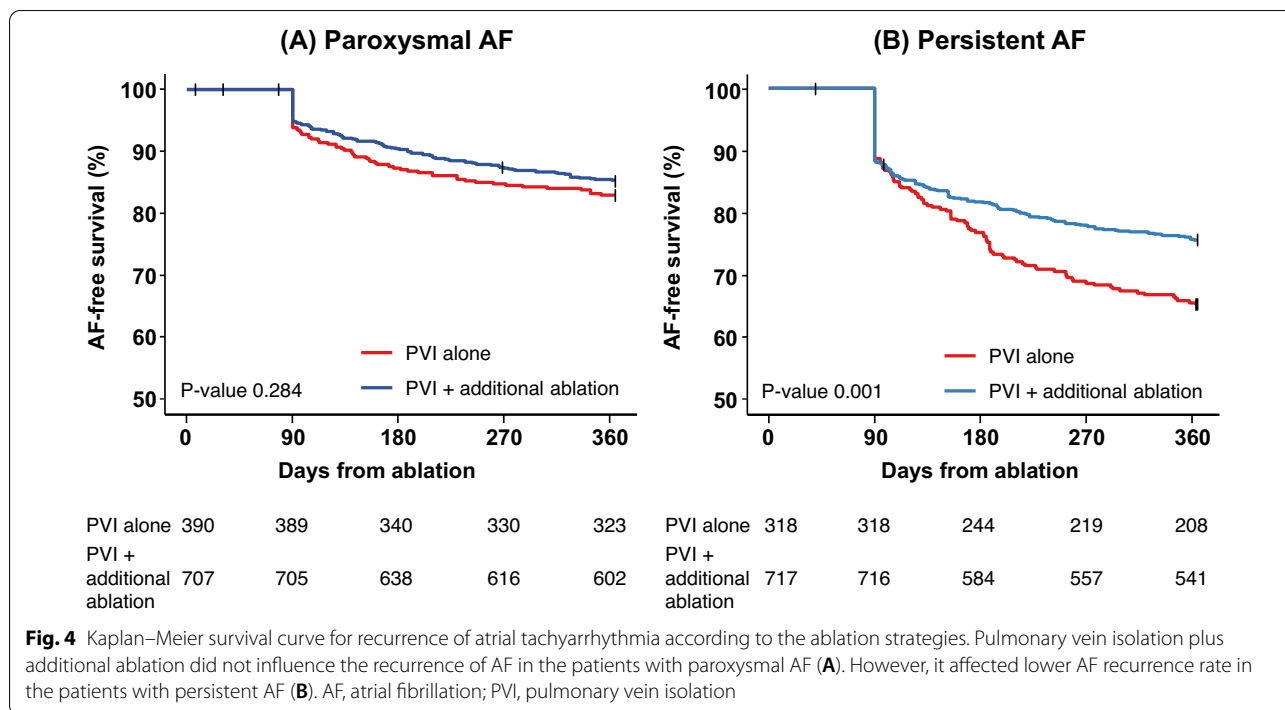 (A) Paroxysmal AF
100
90
80
70
60
50
AF-free survival (%)
PVI alone
PVI + additional ablation
P-value 0.284
0 90 180 270 360
Days from ablation
PVI alone 390 389 340 330 323
PVI +
additional 707 705 638 616 602
ablation
(B) Persistent AF
100
90
80
70
60
50
AF-free survival (%)
PVI alone
PVI + additional ablation
P-value 0.001
0 90 180 270 360
Days from ablation
PVI alone 318 318 244 219 208
PVI +
additional 717 716 584 557 541
ablation
Fig. 4 Kaplan–Meier survival curve for recurrence of atrial tachyarrhythmia according to the ablation strategies. Pulmonary vein isolation plus
additional ablation did not influence the recurrence of AF in the patients with paroxysmal AF (A). However, it affected lower AF recurrence rate in
the patients with persistent AF (B). AF, atrial fibrillation; PVI, pulmonary vein isolation